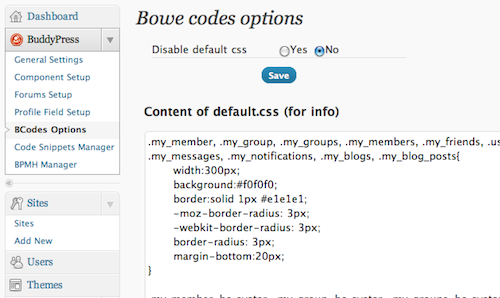 Dashboard
BuddyPress
General Settings
Component Setup
Forums Setup
Profile Field Setup
BCodes Options
Code Snippets Manager
BPMH Manager
Sites
Sites
Add New
Users
Themes
Bowe codes options
Disable default css Yes No
Save
Content of default.css (for info)
.my_member, .my_group, .my_groups, .my_members, .my_friends, .us
.my_messages, .my_notifications, .my_blogs, .my_blog_posts{
width:300px;
background:#f0f0f0;
border:solid 1px #e1e1e1;
-moz-border-radius: 3px;
-webkit-border-radius: 3px;
border-radius: 3px;
margin-bottom:20px;
}